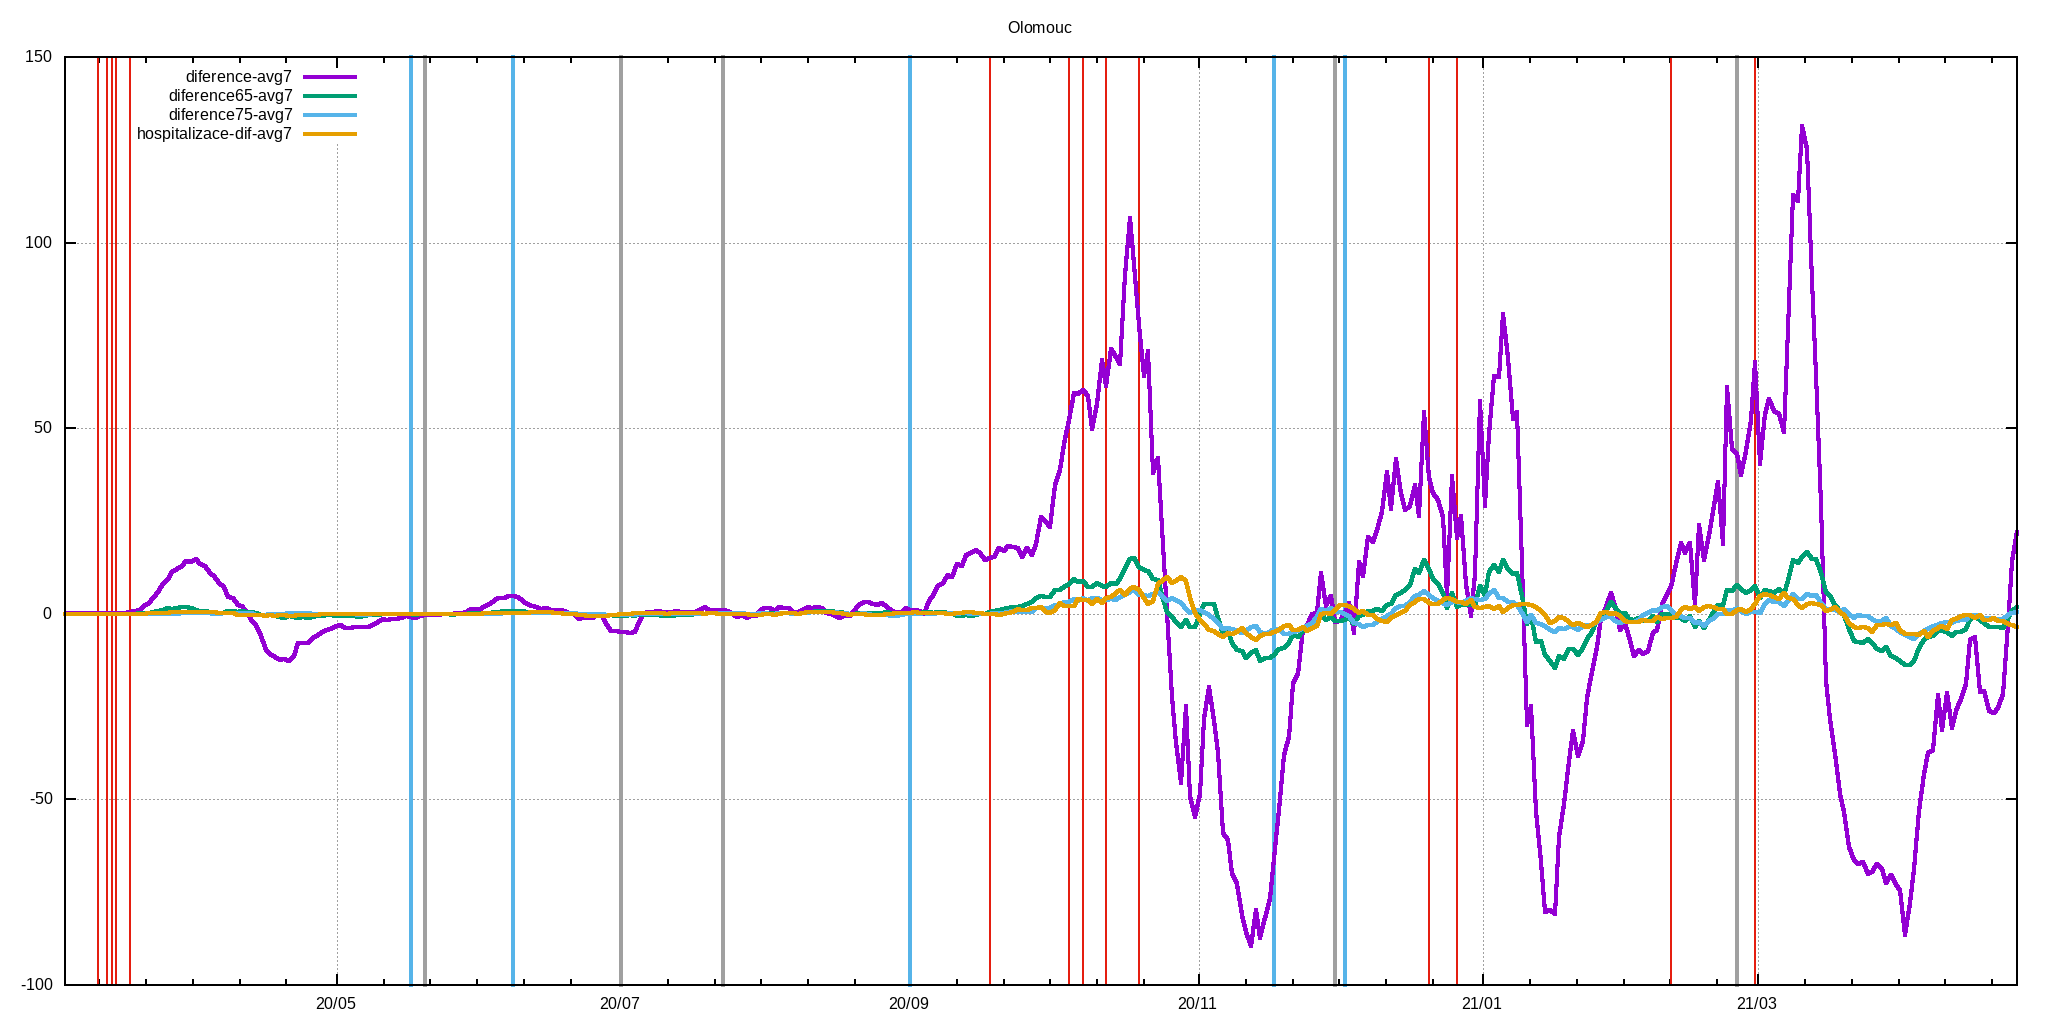 Olomouc
150
diference-avg7
diference65-avg7
diference75-avg7
hospitalizace-dif-avg7
100
50
0
-50
-100
20/05
20/07
20/09
20/11
21/01
21/03